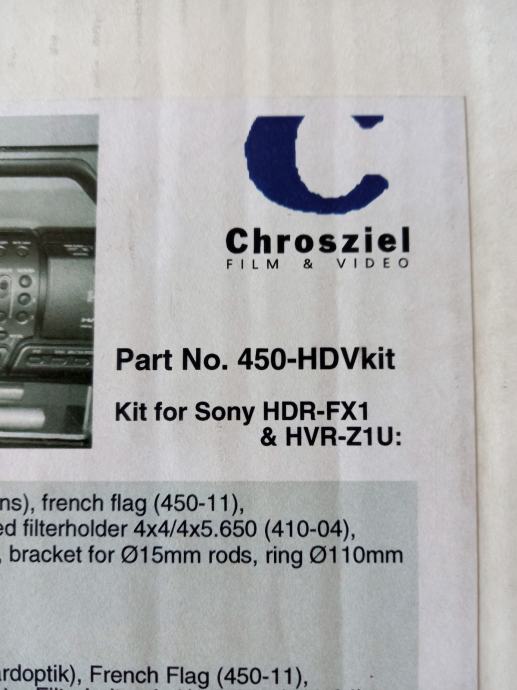 Chrosziel
FILM & VIDEO
Part No. 450-HDVkit
Kit for Sony HDR-FX1
& HVR-Z1U:
ns), french flag (450-11),
ed filterholder 4x4/4x5.650 (410-04),
, bracket for Ø15mm rods, ring Ø110mm
ardoptik), French Flag (450-11),